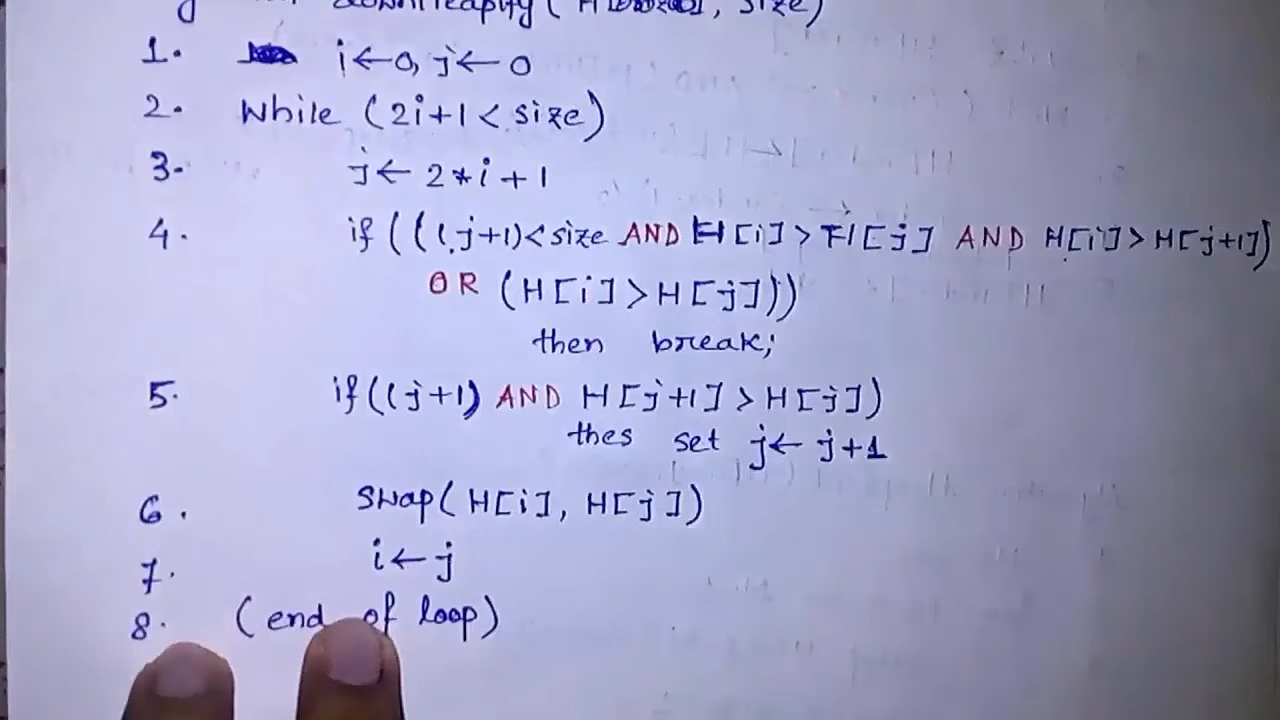 size)
1. i←0, j←0
2. While (2i+1 < size)
3. j← 2*i+1
4. if(((j+1)<size AND H[i]>H[j] AND H[i]>H[j+1])
OR (H[i]>H[j]))
then break;
5. if((j+1) AND H[j+1]>H[j])
thes set j← j+1
6. Swap(H[i], H[j])
7. i←j
8. (end of loop)